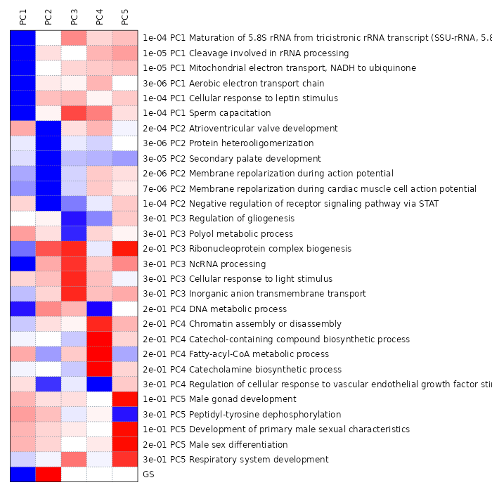 PC1 PC2 PC3 PC4 PC5
1e-04 PC1 Maturation of 5.8S rRNA from tricistronic rRNA transcript (SSU-rRNA, 5.8
1e-05 PC1 Cleavage involved in rRNA processing
1e-05 PC1 Mitochondrial electron transport, NADH to ubiquinone
3e-06 PC1 Aerobic electron transport chain
1e-04 PC1 Cellular response to leptin stimulus
1e-04 PC1 Sperm capacitation
2e-04 PC2 Atrioventricular valve development
3e-06 PC2 Protein heterooligomerization
3e-05 PC2 Secondary palate development
2e-06 PC2 Membrane repolarization during action potential
7e-06 PC2 Membrane repolarization during cardiac muscle cell action potential
1e-04 PC2 Negative regulation of receptor signaling pathway via STAT
3e-01 PC3 Regulation of gliogenesis
3e-01 PC3 Polyol metabolic process
2e-01 PC3 Ribonucleoprotein complex biogenesis
3e-01 PC3 NcRNA processing
3e-01 PC3 Cellular response to light stimulus
3e-01 PC3 Inorganic anion transmembrane transport
2e-01 PC4 DNA metabolic process
2e-01 PC4 Chromatin assembly or disassembly
2e-01 PC4 Catechol-containing compound biosynthetic process
2e-01 PC4 Fatty-acyl-CoA metabolic process
2e-01 PC4 Catecholamine biosynthetic process
3e-01 PC4 Regulation of cellular response to vascular endothelial growth factor sti
1e-01 PC5 Male gonad development
3e-01 PC5 Peptidyl-tyrosine dephosphorylation
1e-01 PC5 Development of primary male sexual characteristics
2e-01 PC5 Male sex differentiation
3e-01 PC5 Respiratory system development
GS